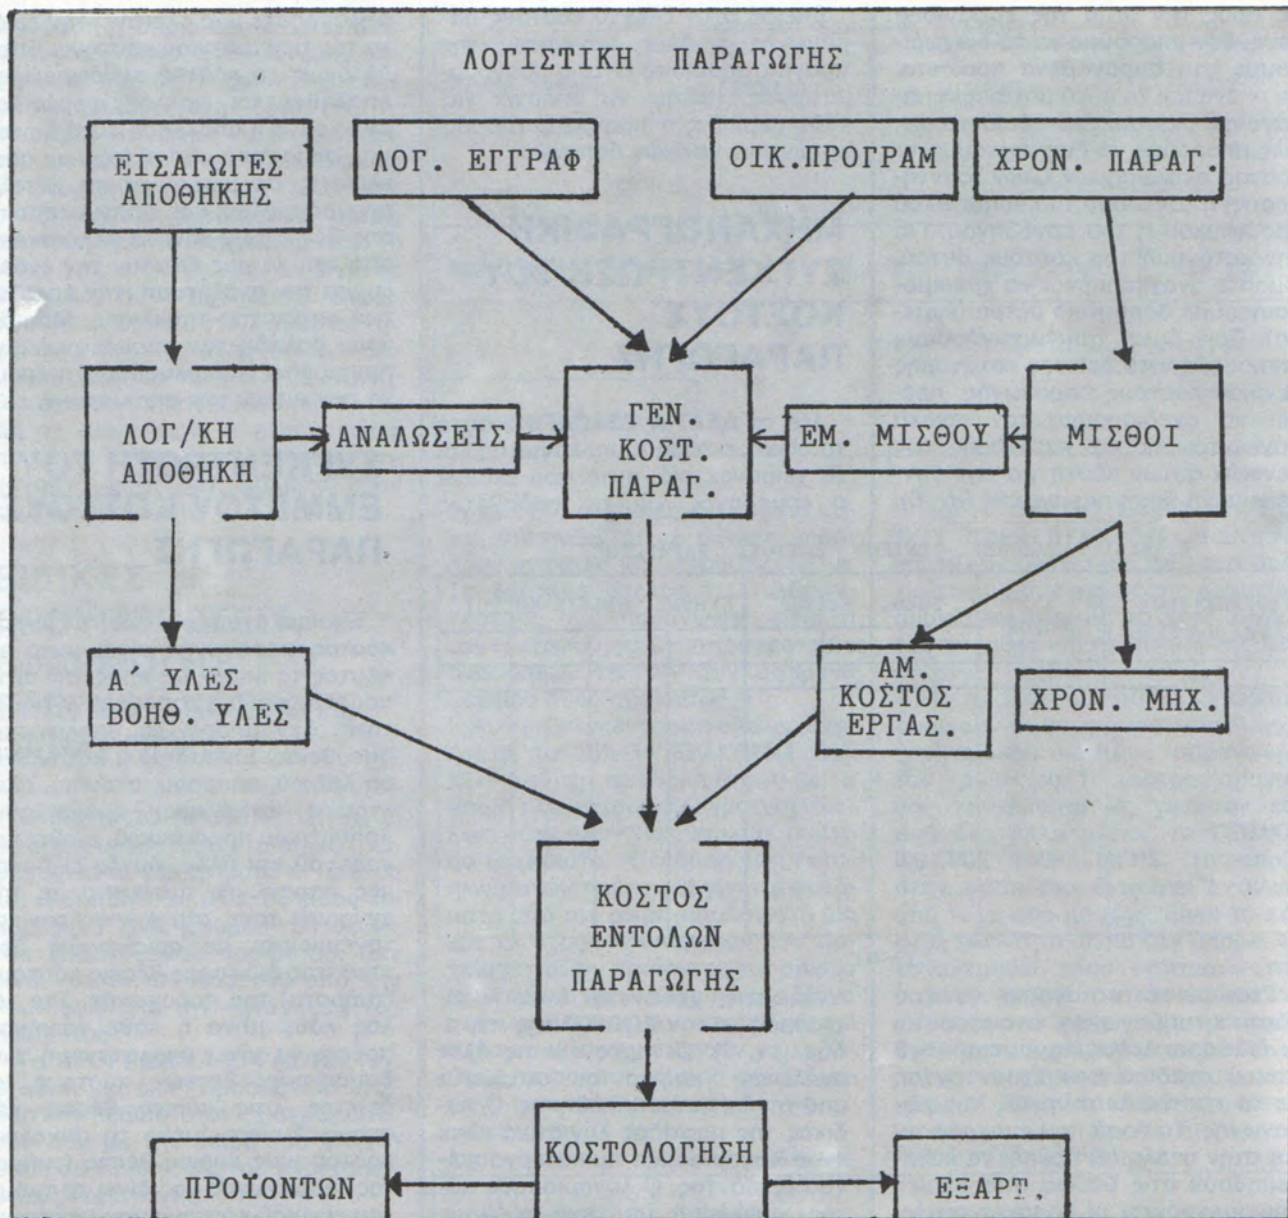 ΛΟΓΙΣΤΙΚΗ ΠΑΡΑΓΩΓΗΣ
ΕΙΣΑΓΩΓΕΣ
ΑΠΟΘΗΚΗΣ
ΛΟΓ. ΕΓΓΡΑΦ
ΟΙΚ.ΠΡΟΓΡΑΜ
ΧΡΟΝ. ΠΑΡΑΓ.
ΛΟΓ/ΚΗ
ΑΠΟΘΗΚΗ
ΑΝΑΛΩΣΕΙΣ
ΓΕΝ.
ΚΟΣΤ.
ΠΑΡΑΓ.
ΕΜ. ΜΙΣΘΟΥ
ΜΙΣΘΟΙ
Α. ΥΛΕΣ
ΒΟΗΘ. ΥΛΕΣ
ΑΜ.
ΚΟΣΤΟΣ
ΕΡΓΑΣ.
ΧΡΟΝ. ΜΗΧ.
ΚΟΣΤΟΣ
ΕΝΤΟΛΩΝ
ΠΑΡΑΓΩΓΗΣ
ΠΡΟΪΟΝΤΩΝ
ΚΟΣΤΟΛΟΓΗΣΗ
ΕΞΑΡΤ.